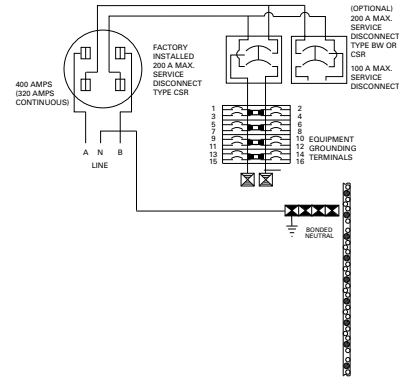 (OPTIONAL)
200 A MAX.
SERVICE
DISCONNECT
TYPE BW OR
CSR
100 A MAX.
SERVICE
DISCONNECT
FACTORY
INSTALLED
200 A MAX.
SERVICE
DISCONNECT
TYPE CSR
400 AMPS
(320 AMPS
CONTINUOUS)
A N B
LINE
1 2
3 4
5 6
7 8
9 10
11 12
13 14
15 16
EQUIPMENT
GROUNDING
TERMINALS
BONDED
NEUTRAL